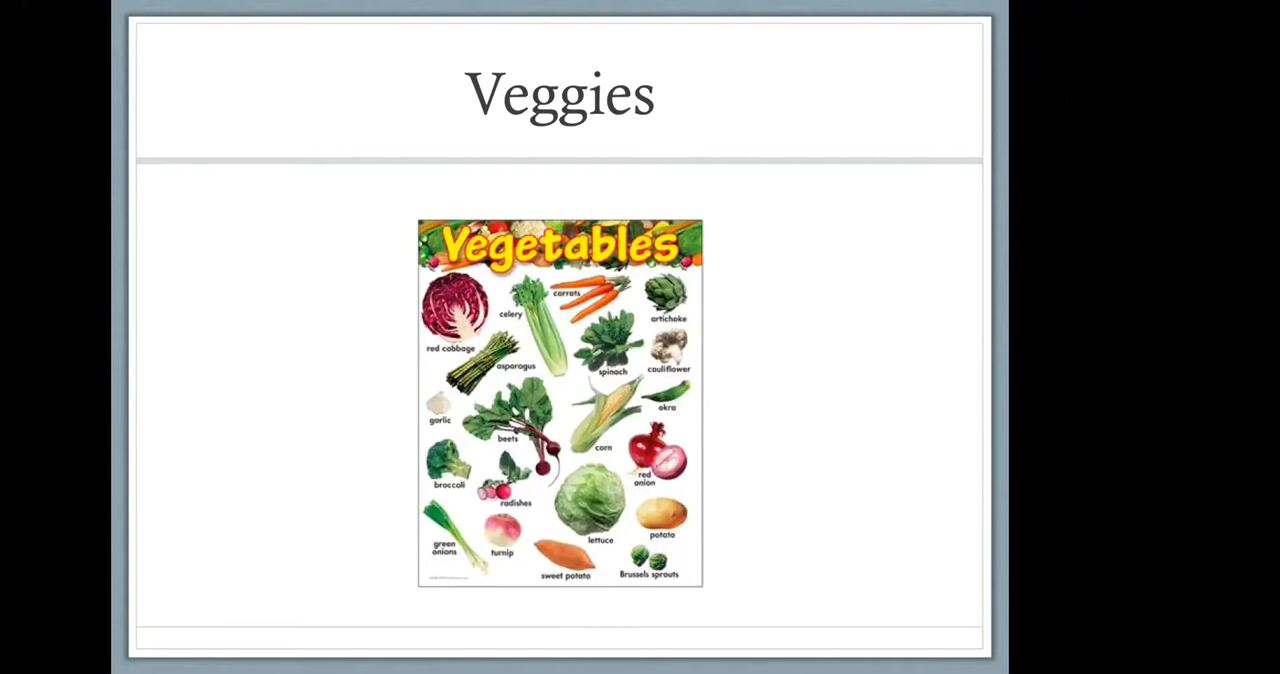 Veggies
Vegetables
carrots
celery
artichoke
red cabbage
asparagus
spinach
cauliflower
garlic
okra
beets
corn
broccoli
red
onion
radishes
green
onions
turnip
lettuce
potato
sweet potato
Brussels sprouts